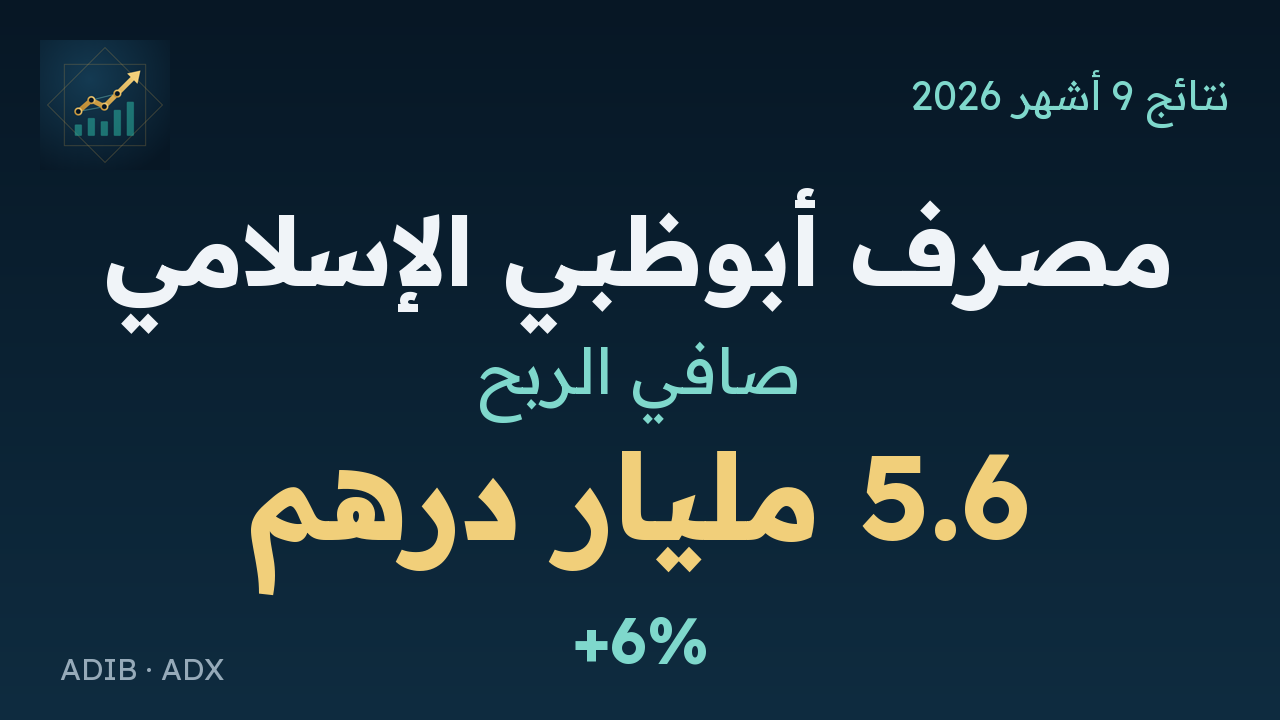 نتائج 9 أشهر 2026
مصرف أبوظبي الإسلامي
صافي الربح
5.6 مليار درهم
+6%
ADIB · ADX